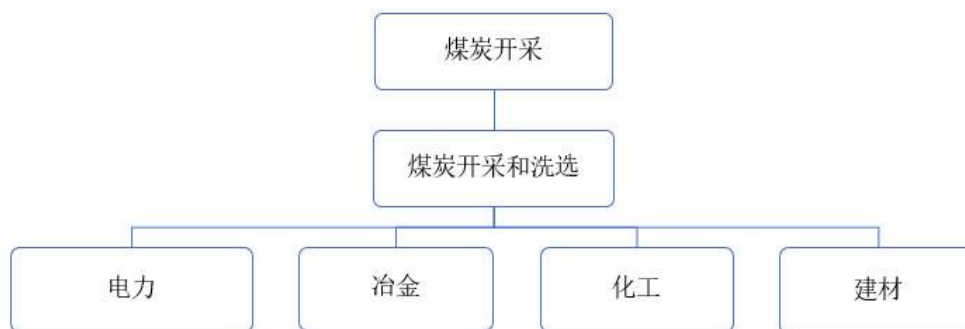 煤炭开采
煤炭开采和洗选
电力
冶金
化工
建材